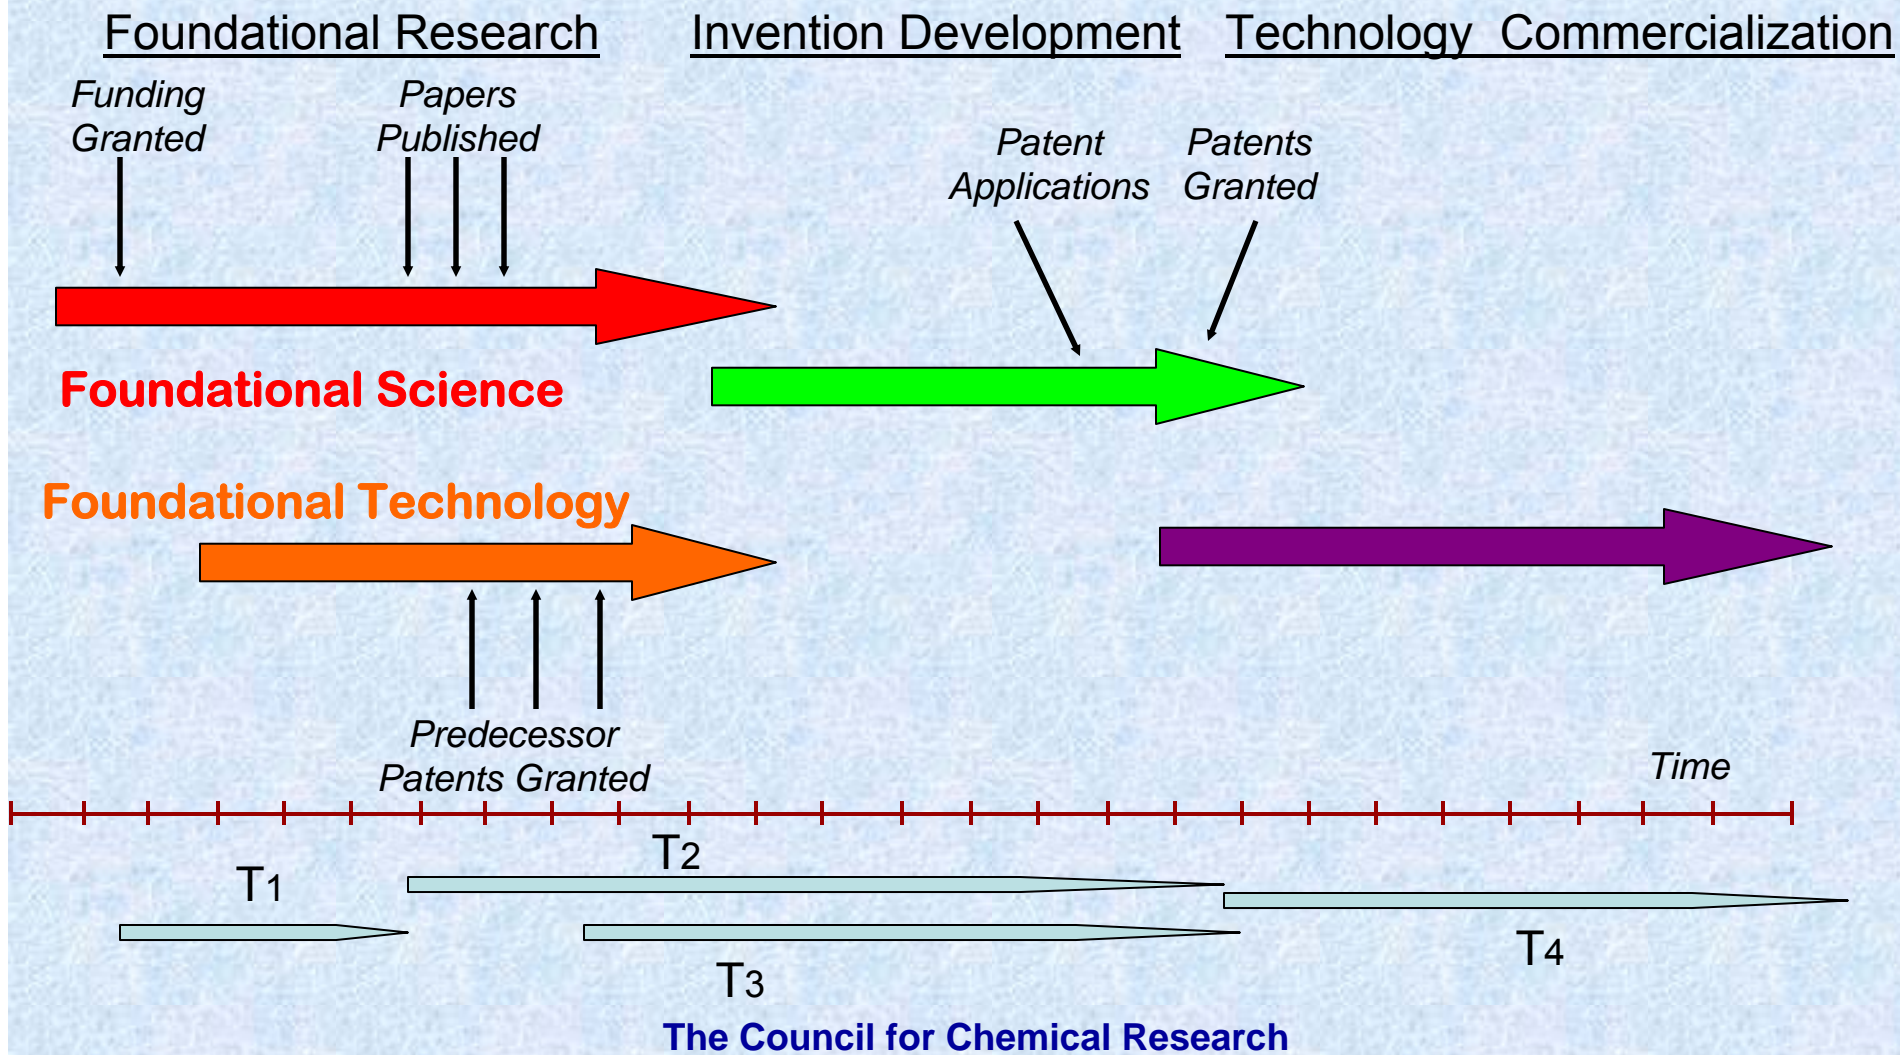 Foundational Research
Invention Development
Technology Commercialization
Funding
Granted
Papers
Published
Patent
Applications
Patents
Granted
Foundational Science
Foundational Technology
Predecessor
Patents Granted
Time
T1
T2
T3
T4
The Council for Chemical Research